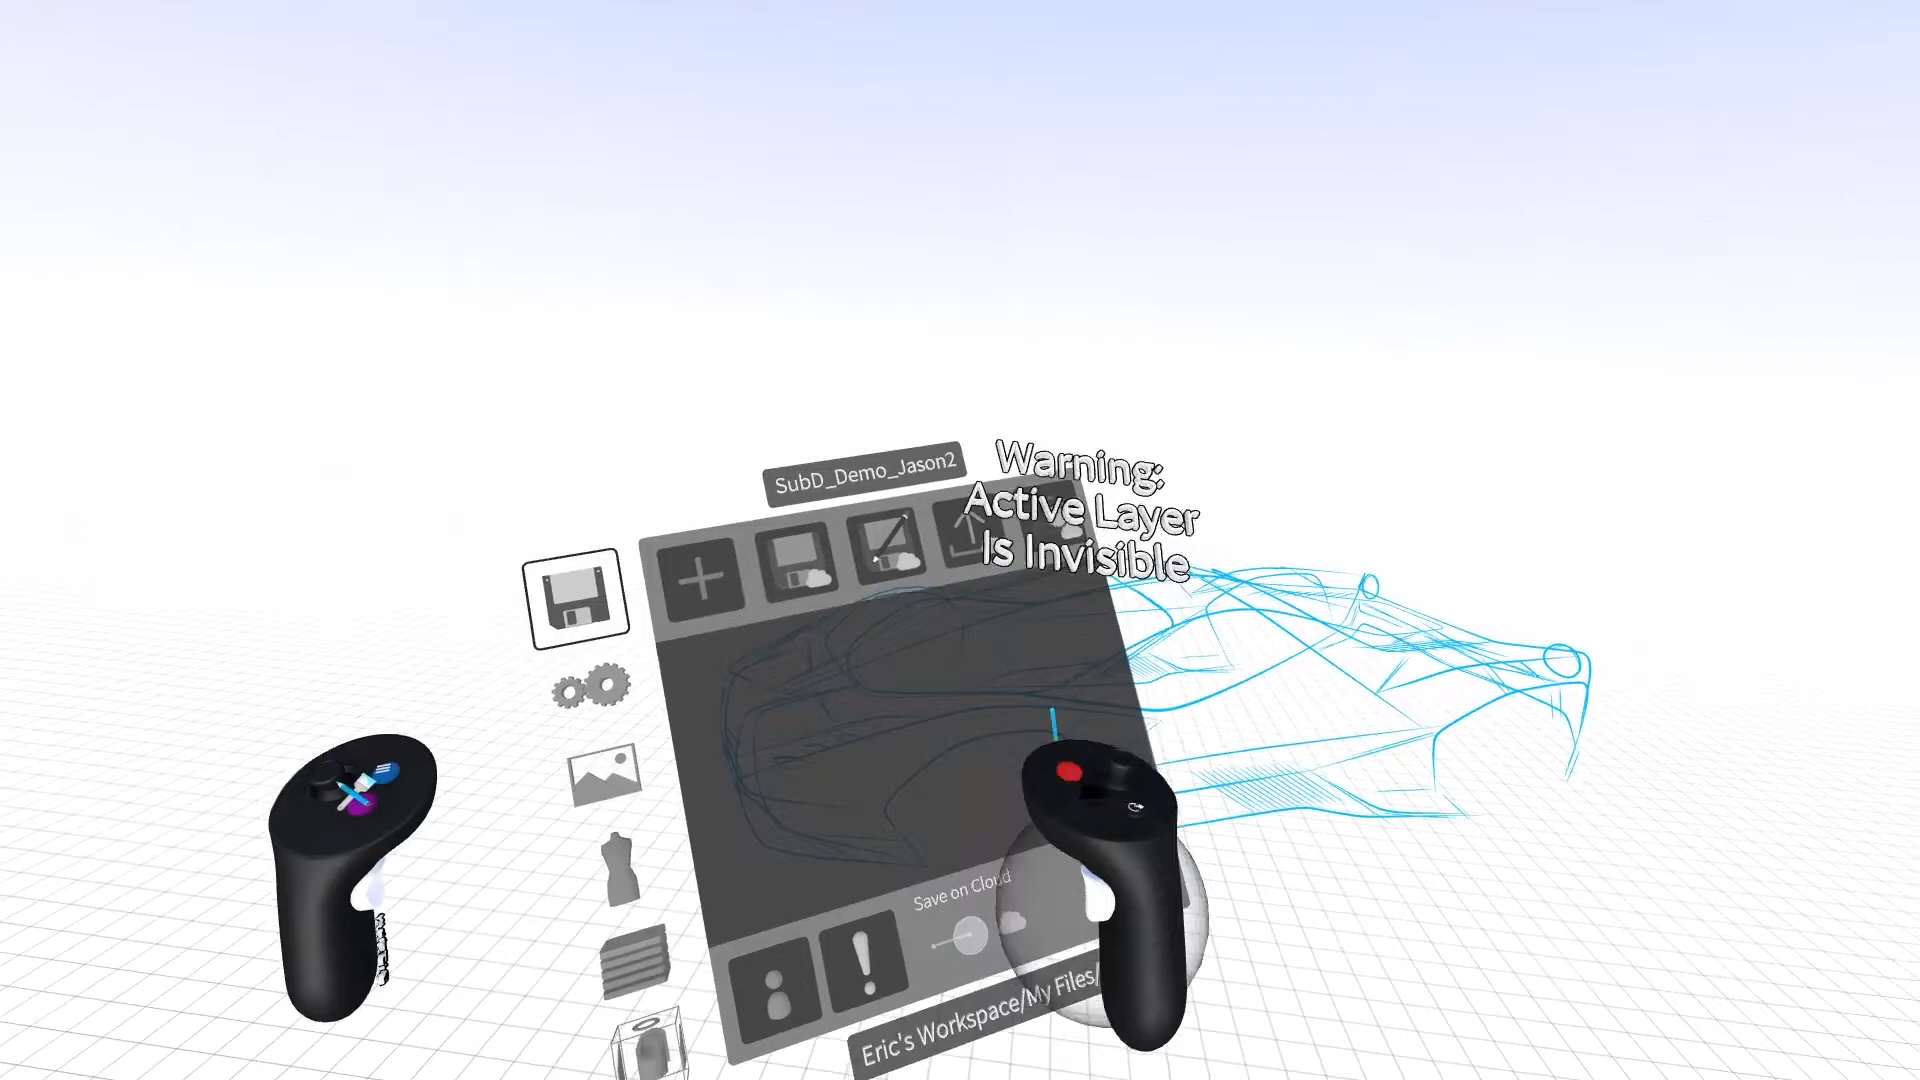 SubD_Demo_Jason2
Warning:
Active Layer
Is Invisible
Save on Cloud
Eric's Workspace/My Files/